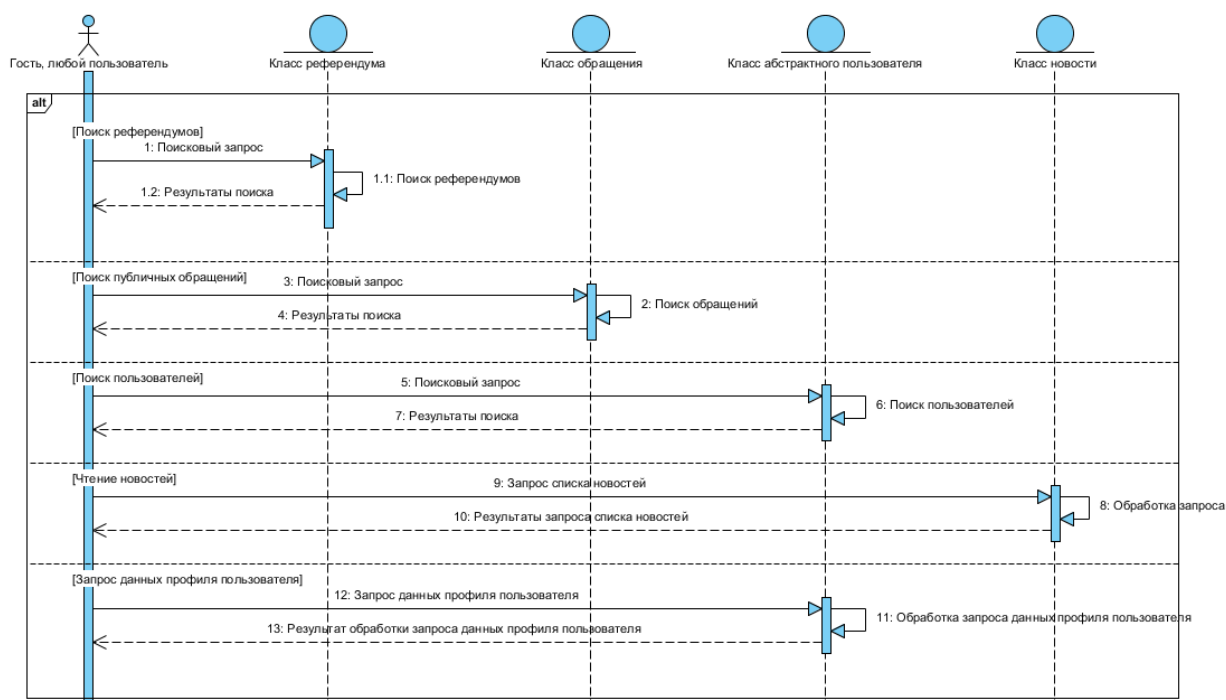 Гость, любой пользователь
Класс референдума
Класс обращения
Класс абстрактного пользователя
Класс новости
alt
[Поиск референдумов]
1: Поисковый запрос
1.1: Поиск референдумов
1.2: Результаты поиска
[Поиск публичных обращений]
3: Поисковый запрос
2: Поиск обращений
4: Результаты поиска
[Поиск пользователей]
5: Поисковый запрос
6: Поиск пользователей
7: Результаты поиска
[Чтение новостей]
9: Запрос списка новостей
8: Обработка запроса
10: Результаты запроса списка новостей
[Запрос данных профиля пользователя]
12: Запрос данных профиля пользователя
11: Обработка запроса данных профиля пользователя
13: Результат обработки запроса данных профиля пользователя